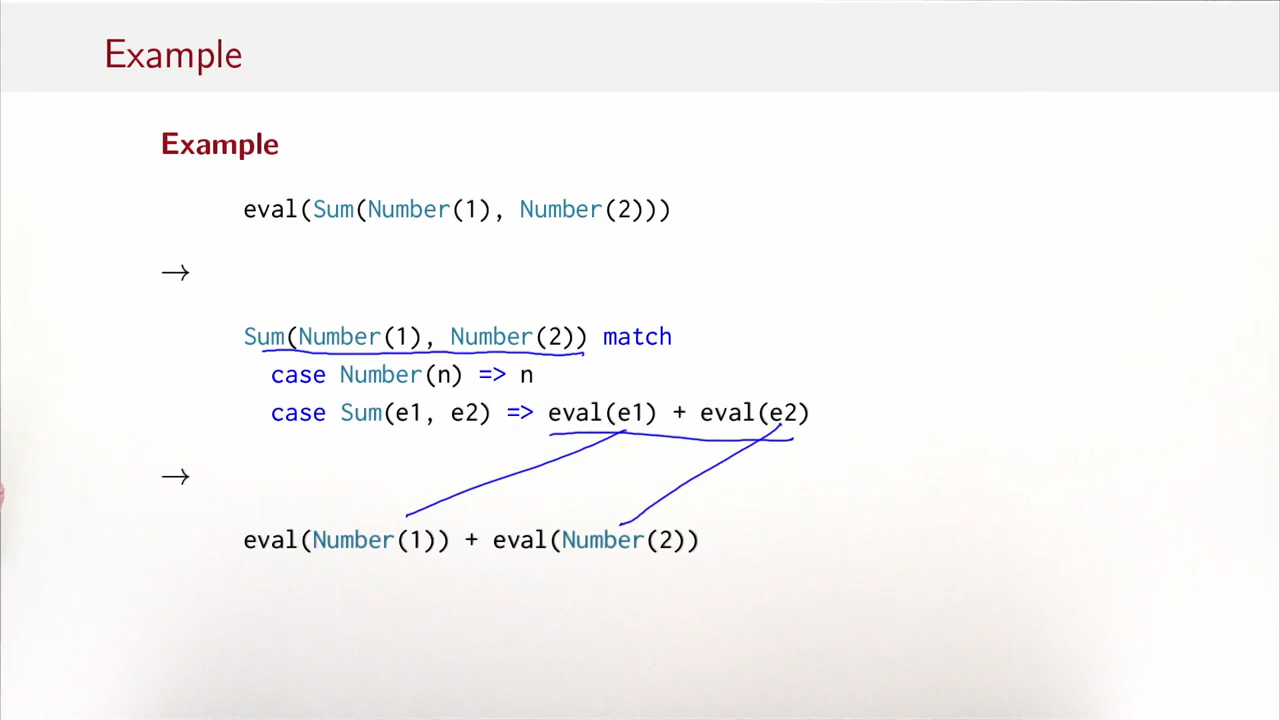 Example
Example
eval(Sum(Number(1), Number(2)))
→
Sum(Number(1), Number(2)) match
case Number(n) => n
case Sum(e1, e2) => eval(e1) + eval(e2)
→
eval(Number(1)) + eval(Number(2))